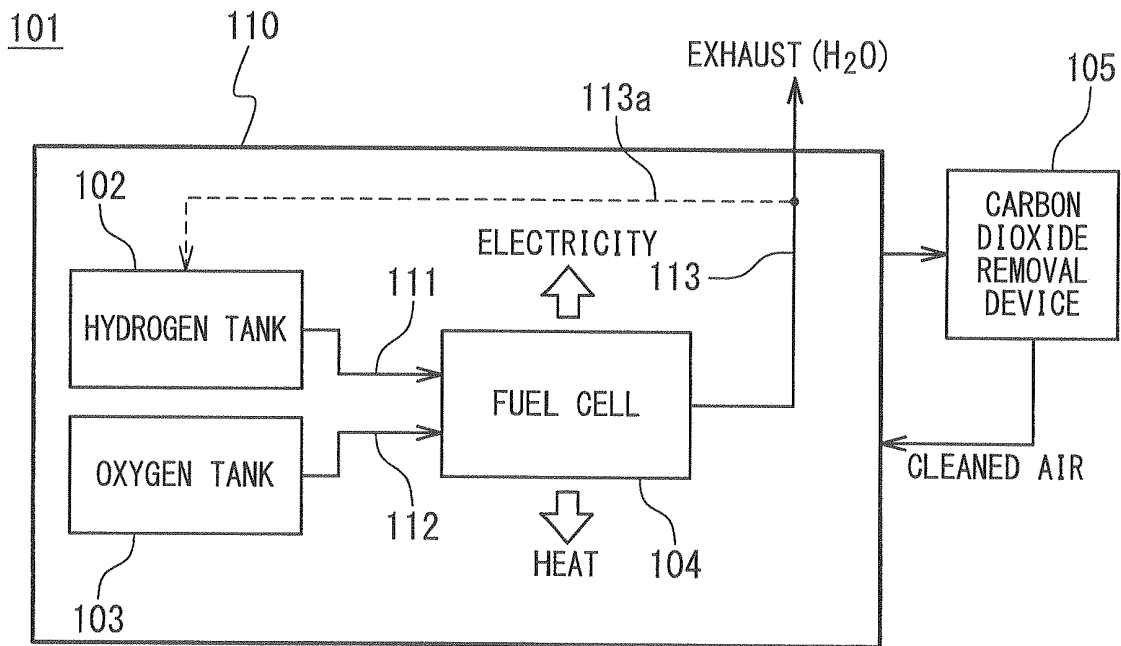 101
110
EXHAUST (H₂O)
105
113a
102
CARBON
DIOXIDE
REMOVAL
DEVICE
ELECTRICITY
113
111
HYDROGEN TANK
FUEL CELL
OXYGEN TANK
CLEANED AIR
112
HEAT
104
103